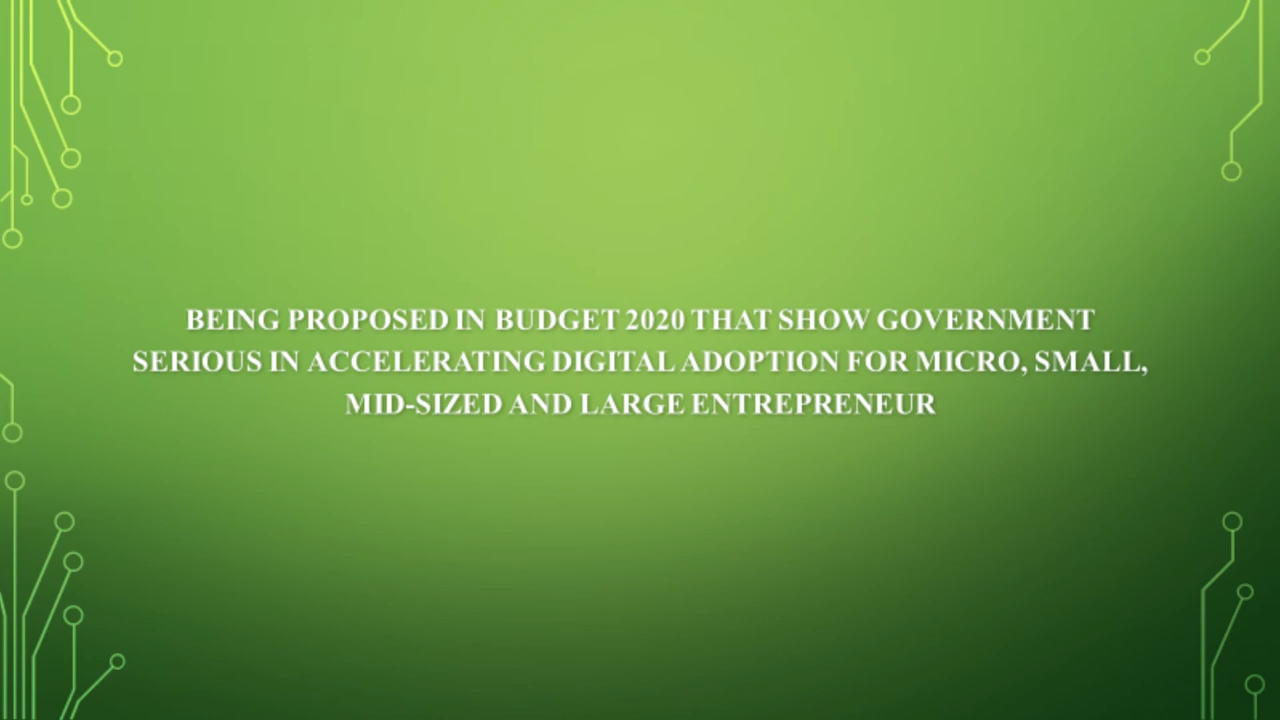 BEING PROPOSED IN BUDGET 2020 THAT SHOW GOVERNMENT
SERIOUS IN ACCELERATING DIGITAL ADOPTION FOR MICRO, SMALL,
MID-SIZED AND LARGE ENTREPRENEUR